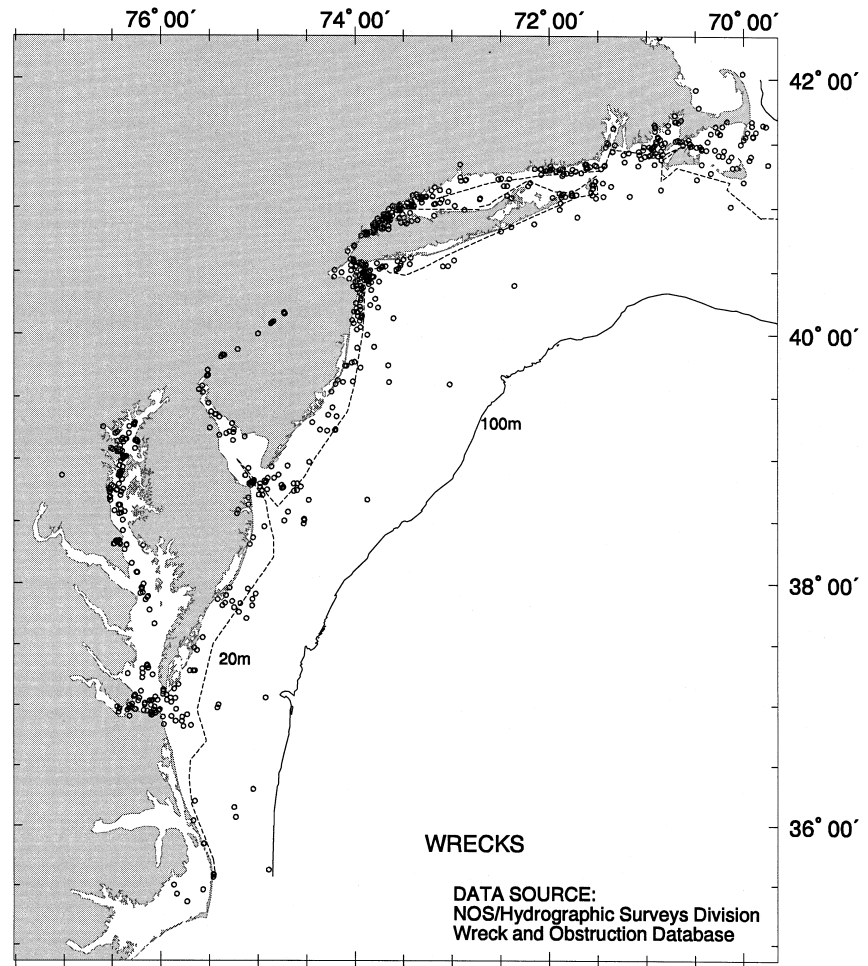 76° 00′ 74° 00′ 72° 00′ 70° 00′
42° 00′
40° 00′
100m
38° 00′
20m
36° 00′
WRECKS
DATA SOURCE:
NOS/Hydrographic Surveys Division
Wreck and Obstruction Database